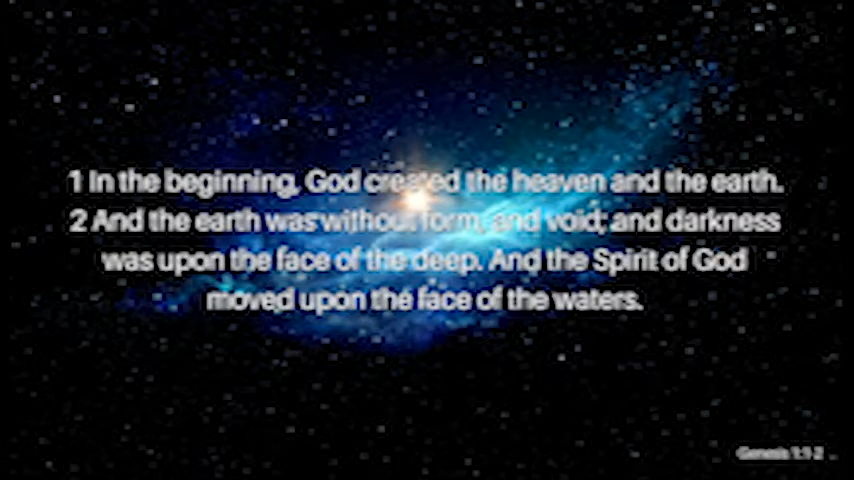 1 In the beginning, God created the heaven and the earth.
2 And the earth was without form, and void; and darkness
was upon the face of the deep. And the Spirit of God
moved upon the face of the waters.
Genesis 1:1-2